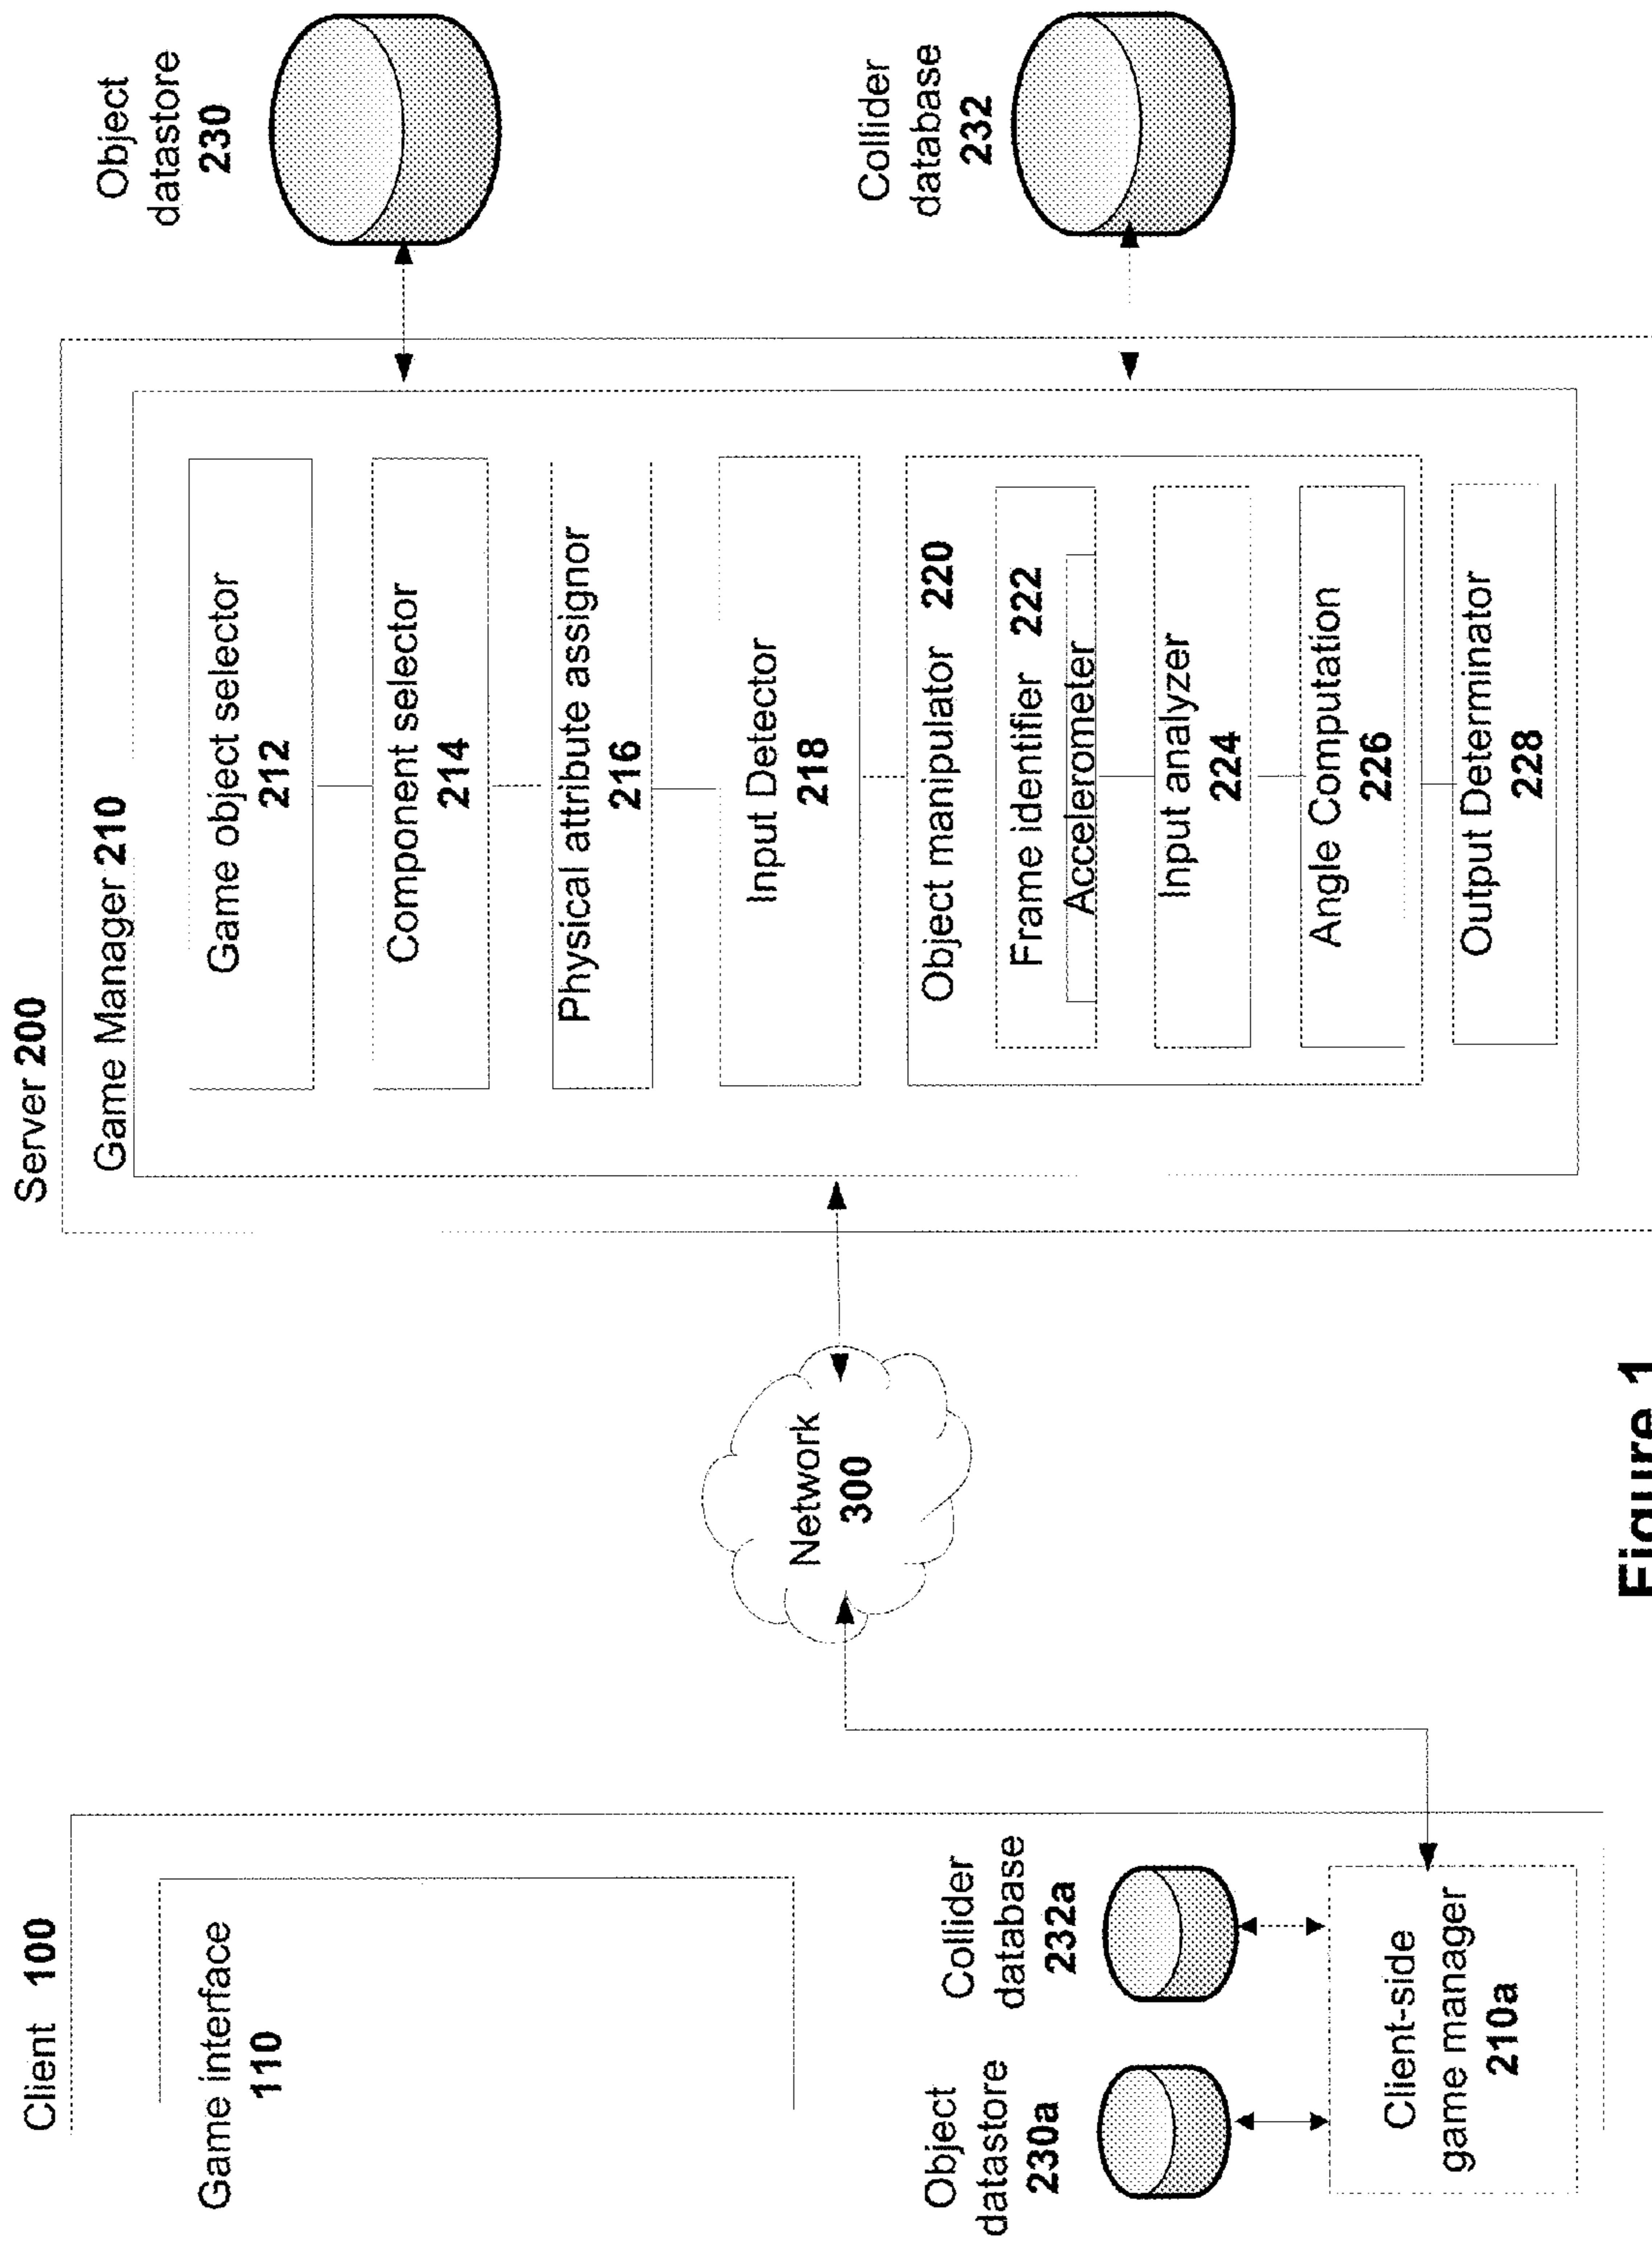 Client 100
Game interface
110
Object
datastore
230a
Collider
database
232a
Client-side
game manager
210a
Network
300
Server 200
Game Manager 210
Game object selector
212
Component selector
214
Physical attribute assignor
216
Input Detector
218
Object manipulator 220
Frame identifier 222
Accelerometer
Input analyzer
224
Angle Computation
226
Output Determinator
228
Object
datastore
230
Collider
database
232
Figure 1